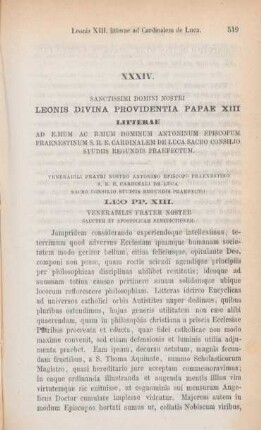 Leonis XIII. litterae ad Cardinalem de Luca. 519
XXXIV.
SANCTISSIMI DOMINI NOSTRI
LEONIS DIVINA PROVIDENTIA PAPAE XIII
LITTERAE
AD E.MUM AC R.MUM DOMINUM ANTONINUM EPISCOPUM
PRAENESTINUM S. R. E. CARDINALEM DE LUCA SACRO CONSILIO
STUDIIS REGUNDIS PRAEFECTUM.
VENERABILI FRATRI NOSTRO ANTONINO EPISCOPO PRAENESTINO
S. R. E. CARDINALI DE LUCA
SACRO CONSILIO STUDIIS REGUNDIS PRAEFECTO
LEO PP. XIII.
VENERABILIS FRATER NOSTER
SALUTEM ET APOSTOLICAM BENEDICTIONEM.
Jampridem considerando experiendoque intelleximus, te-
terrimum quod adversus Ecclesiam ipsamque humanam socie-
tatem modo geritur bellum, citius feliciusque, opitulante Deo,
componi non posse, quam rectis sciendi agendique principiis
per philosophicas disciplinas ubilibet restitutis; ideoque ad
summam totius causae pertinere sanam solidamque ubique
locorum reflorescere philosophiam. Litteras idcirco Encyclicas
ad universos catholici orbis Antistites nuper dedimus, quibus
pluribus ostendimus, hujus generis utilitatem non esse alibi
quaerendam, quam in philosophia christiana a priscis Ecclesiae
Patribus procreata et educta, quae fidei catholicae non modo
maxime convenit, sed etiam defensionis et luminis utilia adju-
menta praebet. Eam ipsam, decursu aetatum, magnis fecun-
dam fructibus, a S. Thoma Aquinate, summo Scholasticorum
Magistro, quasi hereditario jure acceptam commemoravimus;
in eaque ordinanda illustranda et augenda mentis illius vim
virtutemque sic enituisse, ut cognominis sui mensuram Ange-
licus Doctor cumulate implesse videatur. Majorem autem in
modum Episcopos hortati sumus ut, collatis Nobiscum viribus,